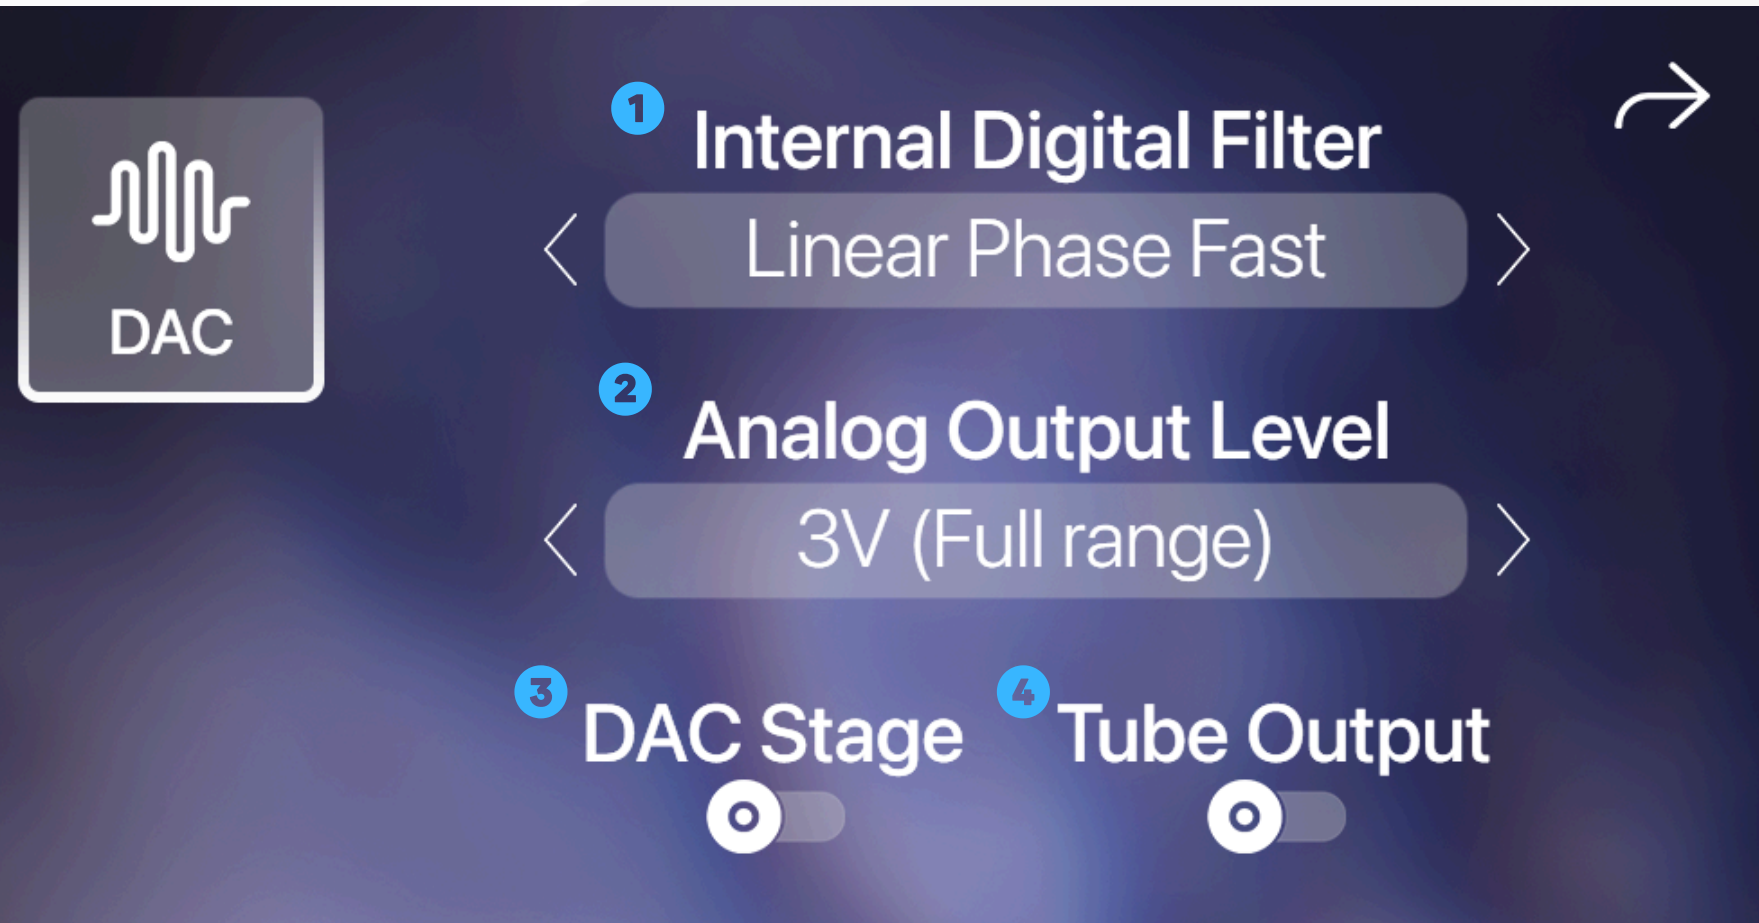 1
Internal Digital Filter
DAC
Linear Phase Fast
2
Analog Output Level
3V (Full range)
3
DAC Stage
4
Tube Output